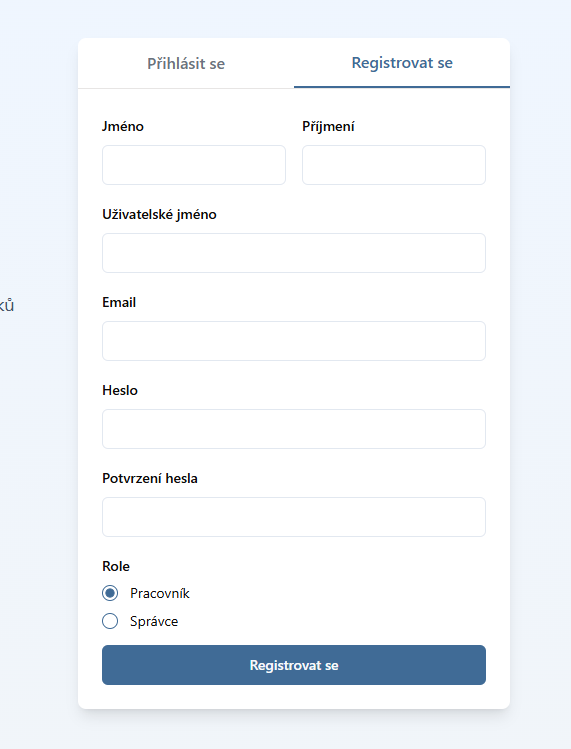 Přihlásit se
Registrovat se
Jméno
Příjmení
Uživatelské jméno
Email
ků
Heslo
Potvrzení hesla
Role
Pracovník
Správce
Registrovat se